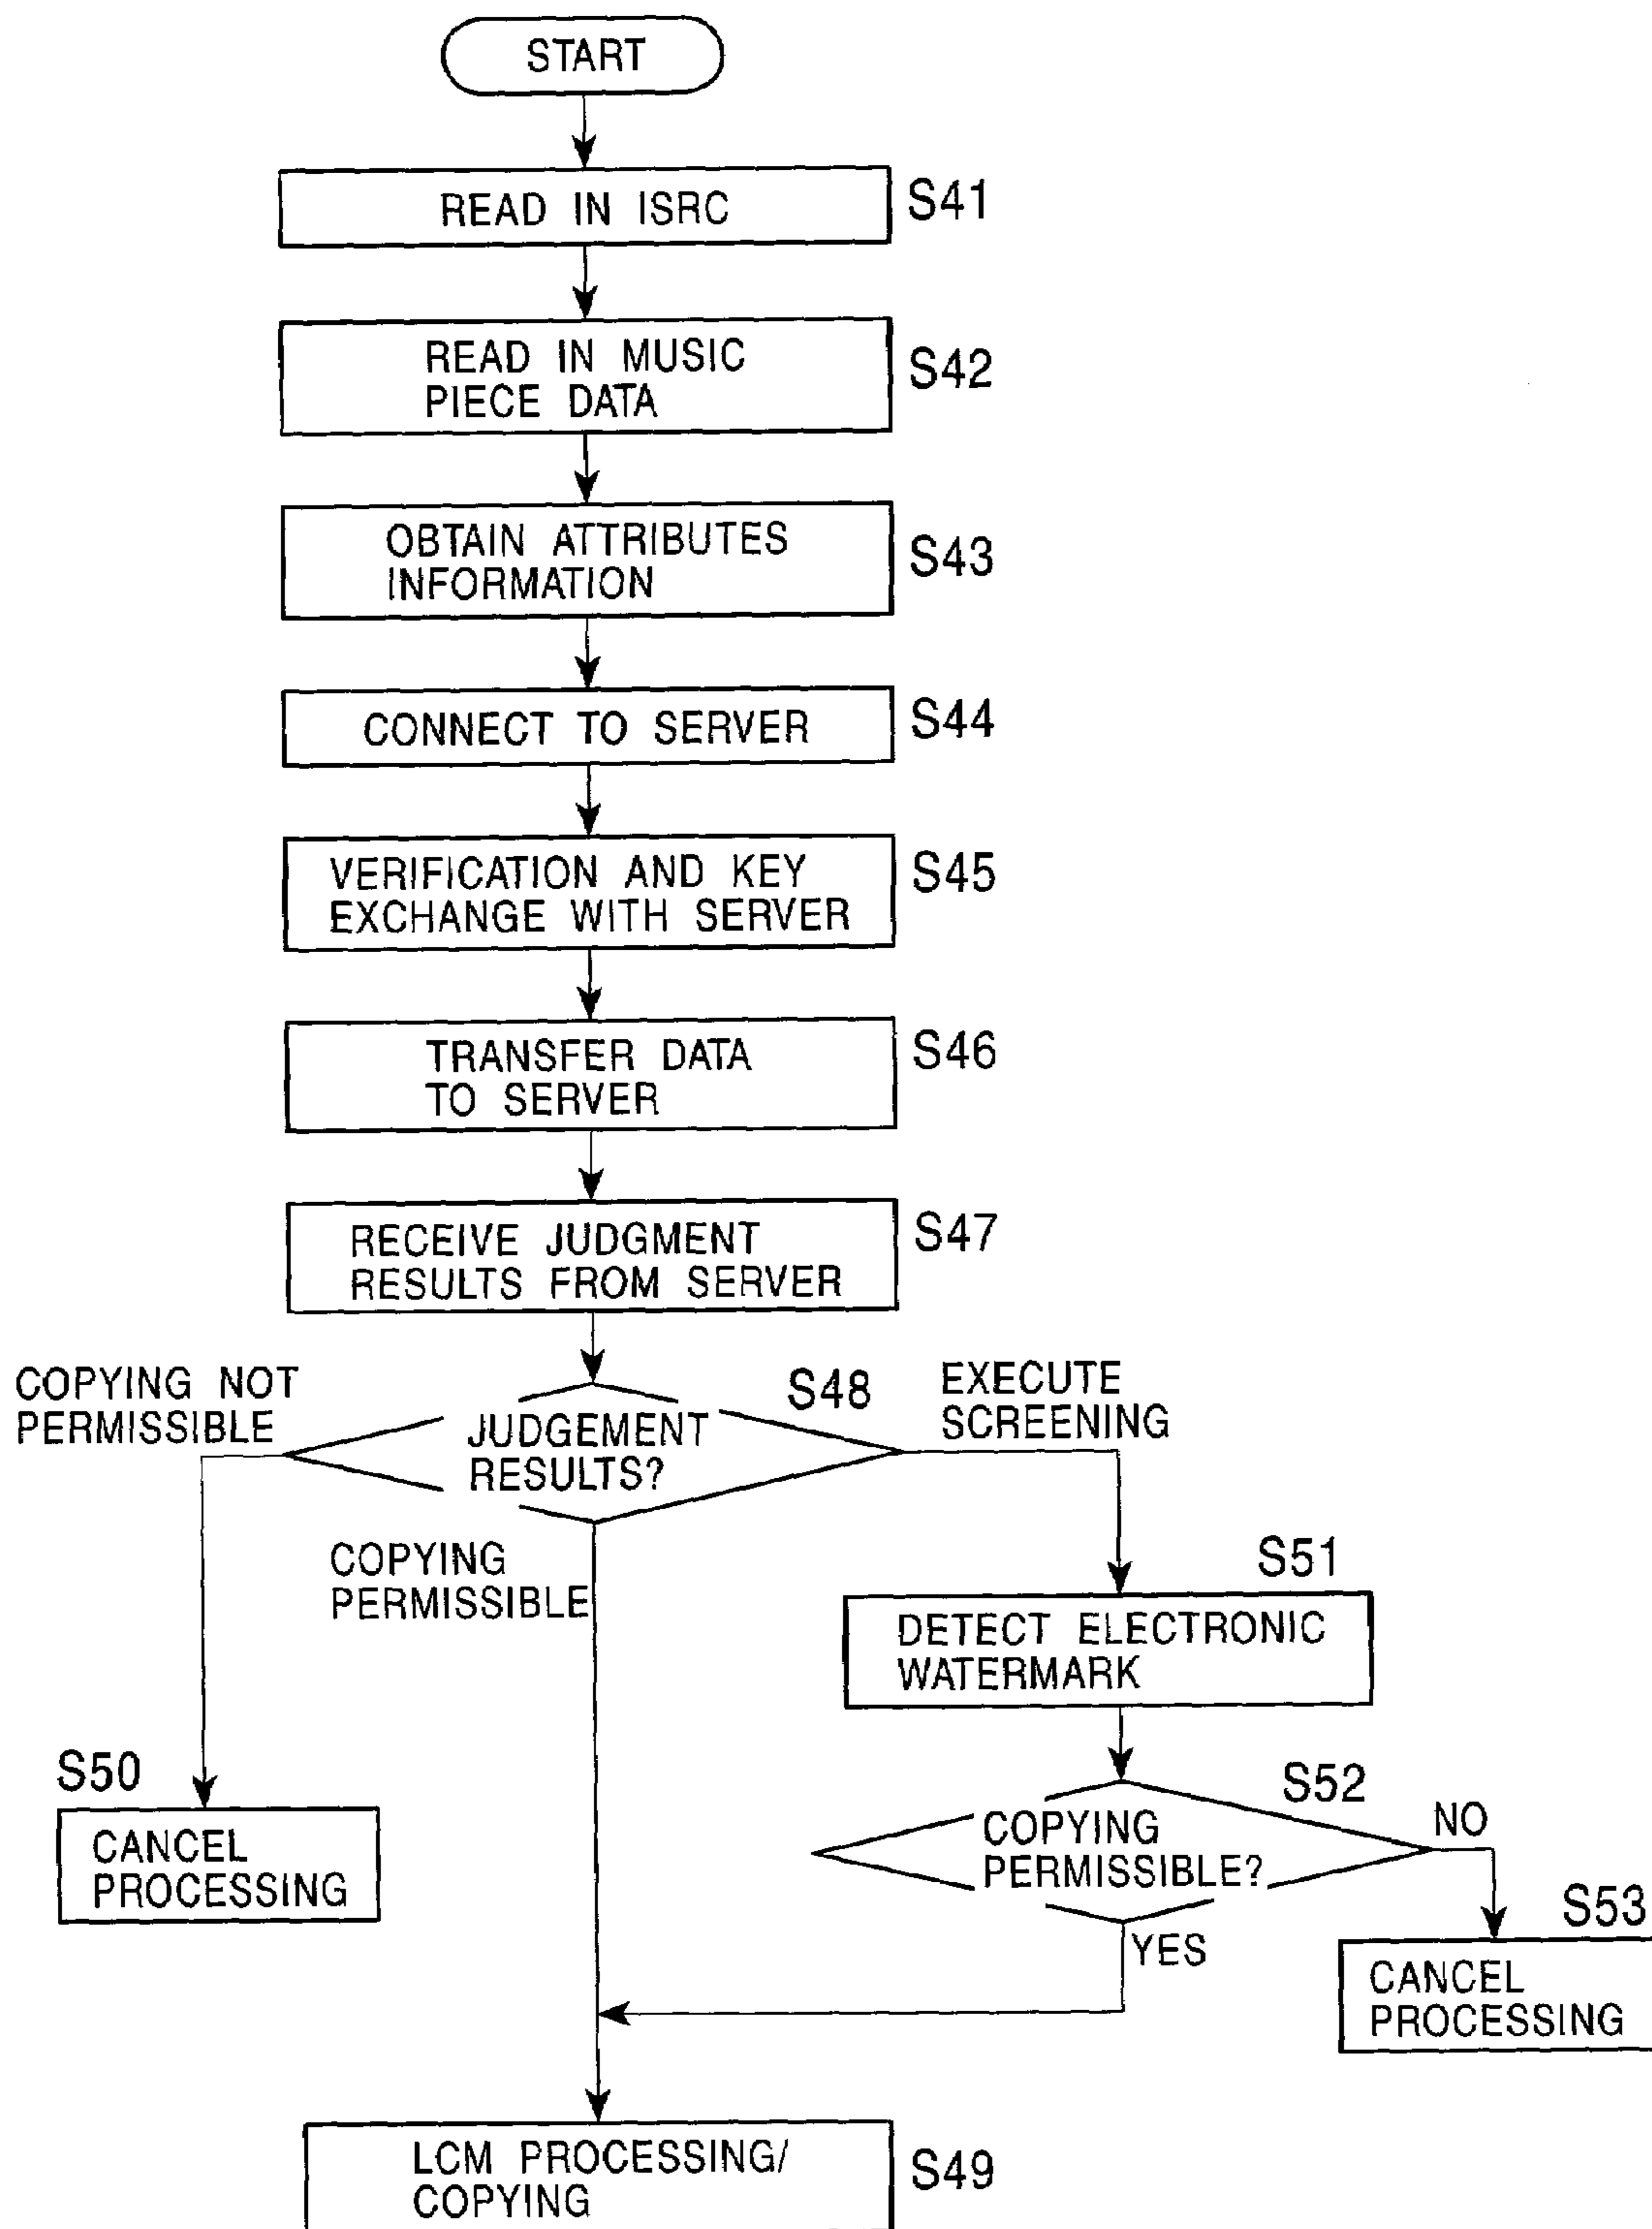 START
READ IN ISRC
S41
READ IN MUSIC
PIECE DATA
S42
OBTAIN ATTRIBUTES
INFORMATION
S43
CONNECT TO SERVER
S44
VERIFICATION AND KEY
EXCHANGE WITH SERVER
S45
TRANSFER DATA
TO SERVER
S46
RECEIVE JUDGMENT
RESULTS FROM SERVER
S47
COPYING NOT
PERMISSIBLE
JUDGEMENT
RESULTS?
S48
EXECUTE
SCREENING
COPYING
PERMISSIBLE
S51
DETECT ELECTRONIC
WATERMARK
S50
CANCEL
PROCESSING
S52
COPYING
PERMISSIBLE?
NO
YES
S53
CANCEL
PROCESSING
LCM PROCESSING/
COPYING
S49